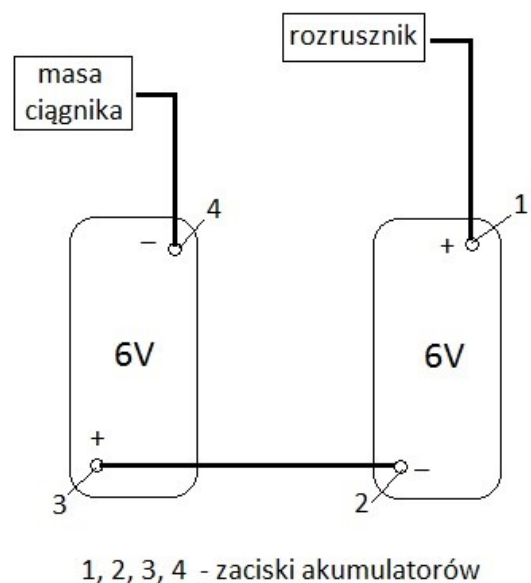 rozrusznik
masa
ciągnika
4
1
–
+
6V
6V
+
–
3
2
1, 2, 3, 4 - zaciski akumulatorów